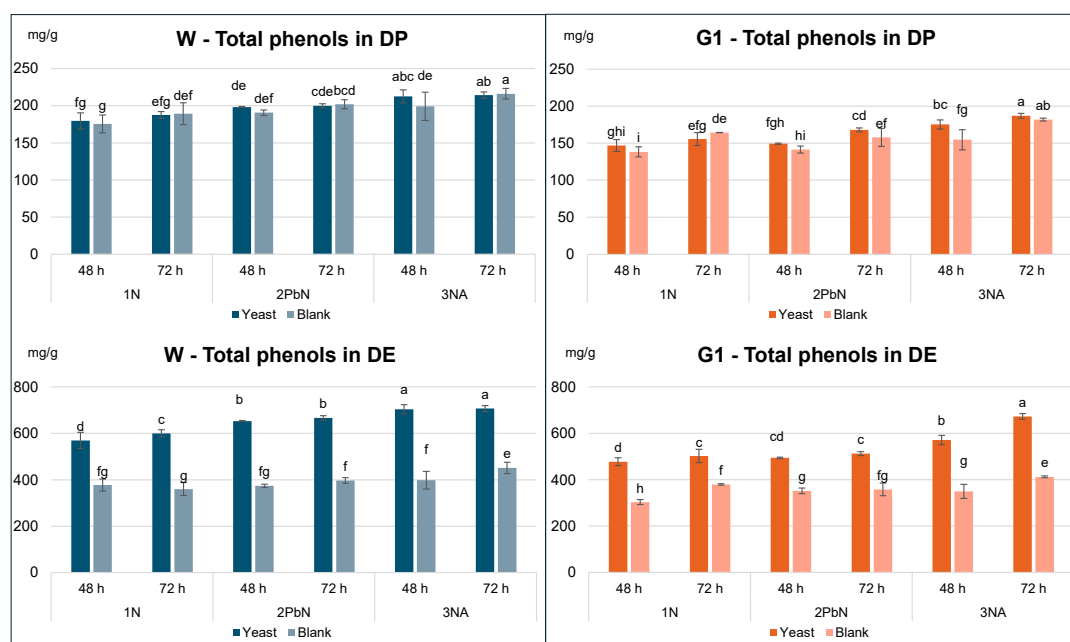 W - Total phenols in DP
mg/g
250
200
150
100
50
0
fg g efg def de def cde bcd abc de ab a
48 h 72 h 48 h 72 h 48 h 72 h
1N 2PbN 3NA
Yeast Blank
G1 - Total phenols in DP
mg/g
250
200
150
100
50
0
ghi i efg de fgh hi cd ef bc fg a ab
48 h 72 h 48 h 72 h 48 h 72 h
1N 2PbN 3NA
Yeast Blank
W - Total phenols in DE
mg/g
800
600
400
200
0
d fg c g b fg b f a f a e
48 h 72 h 48 h 72 h 48 h 72 h
1N 2PbN 3NA
Yeast Blank
G1 - Total phenols in DE
mg/g
800
600
400
200
0
d h c f cd g c fg b g a e
48 h 72 h 48 h 72 h 48 h 72 h
1N 2PbN 3NA
Yeast Blank